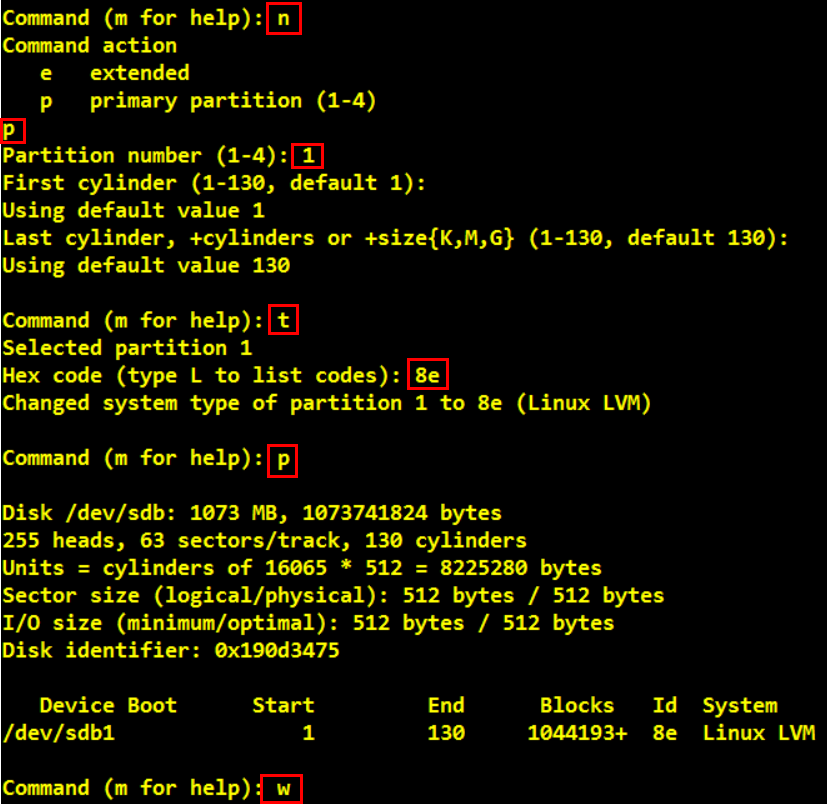 Command (m for help): n
Command action
   e   extended
   p   primary partition (1-4)
p
Partition number (1-4): 1
First cylinder (1-130, default 1):
Using default value 1
Last cylinder, +cylinders or +size{K,M,G} (1-130, default 130):
Using default value 130

Command (m for help): t
Selected partition 1
Hex code (type L to list codes): 8e
Changed system type of partition 1 to 8e (Linux LVM)

Command (m for help): p

Disk /dev/sdb: 1073 MB, 1073741824 bytes
255 heads, 63 sectors/track, 130 cylinders
Units = cylinders of 16065 * 512 = 8225280 bytes
Sector size (logical/physical): 512 bytes / 512 bytes
I/O size (minimum/optimal): 512 bytes / 512 bytes
Disk identifier: 0x190d3475

   Device Boot      Start         End      Blocks   Id  System
/dev/sdb1               1         130     1044193+  8e  Linux LVM

Command (m for help): w